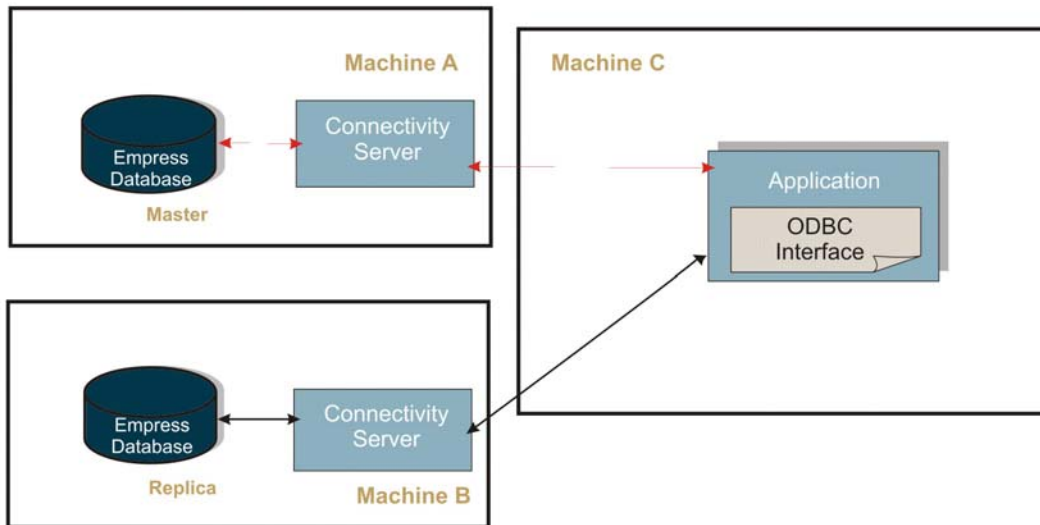 Machine A
Empress
Database
Master
Connectivity
Server
Machine C
Application
ODBC
Interface
Empress
Database
Replica
Connectivity
Server
Machine B